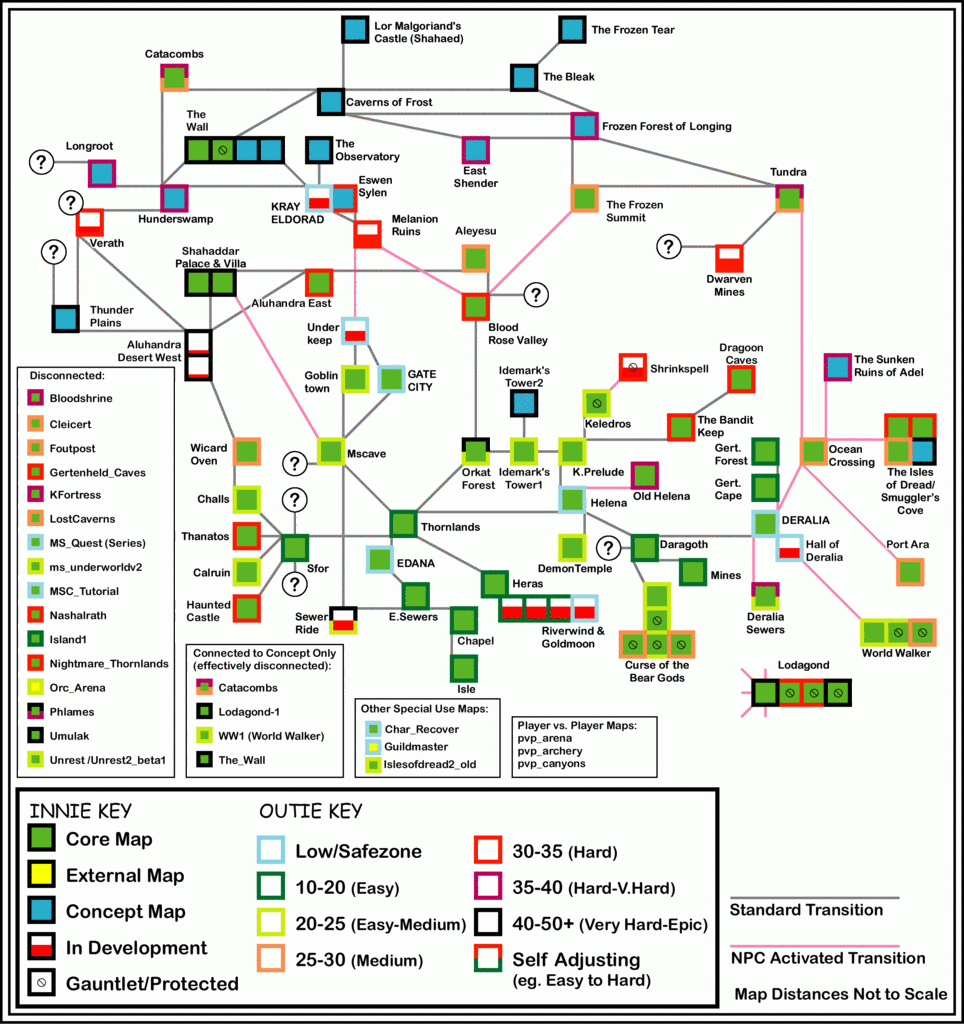 Lor Malgoriand's
Castle (Shahaed)
The Frozen Tear
Catacombs
The Bleak
Caverns of Frost
The
Wall
Frozen Forest of Longing
Longroot
The
Observatory
East
Shender
?
Tundra
Eswen
Sylen
KRAY
ELDORAD
?
Hunderswamp
The Frozen
Summit
Verath
Melanion
Ruins
Aleyesu
?
?
Shahaddar
Palace & Villa
Dwarven
Mines
Aluhandra East
?
Thunder
Plains
Blood
Rose Valley
Under
keep
Aluhandra
Desert West
Dragoon
Caves
Goblin
town
GATE
CITY
Idemark's
Tower2
Shrinkspell
The Sunken
Ruins of Adel
Keledros
The Bandit
Keep
Wicard
Oven
Mscave
?
Orkat
Forest
Idemark's
Tower1
K.Prelude
Gert.
Forest
Ocean
Crossing
The Isles
of Dread/
Smuggler's
Cove
Challs
?
Helena
Old Helena
Gert.
Cape
Thornlands
DERALIA
Thanatos
Sfor
EDANA
DemonTemple
?
Daragoth
Hall of
Deralia
Port Ara
Calruin
?
Heras
Mines
Haunted
Castle
Sewer
Ride
E.Sewers
Riverwind &
Goldmoon
Deralia
Sewers
Chapel
Curse of the
Bear Gods
World Walker
Isle
Lodagond
Disconnected:
Bloodshrine
Cleicert
Foutpost
Gertenheld_Caves
KFortress
LostCaverns
MS_Quest (Series)
ms_underworldv2
MSC_Tutorial
Nashalrath
Island1
Nightmare_Thornlands
Orc_Arena
Phlames
Umulak
Unrest /Unrest2_beta1
Connected to Concept Only
(effectively disconnected):
Catacombs
Lodagond-1
WW1 (World Walker)
The_Wall
Other Special Use Maps:
Char_Recover
Guildmaster
Islesofdread2_old
Player vs. Player Maps:
pvp_arena
pvp_archery
pvp_canyons
INNIE KEY
Core Map
External Map
Concept Map
In Development
Gauntlet/Protected
OUTIE KEY
Low/Safezone
10-20 (Easy)
20-25 (Easy-Medium)
25-30 (Medium)
30-35 (Hard)
35-40 (Hard-V.Hard)
40-50+ (Very Hard-Epic)
Self Adjusting
(eg. Easy to Hard)
Standard Transition
NPC Activated Transition
Map Distances Not to Scale